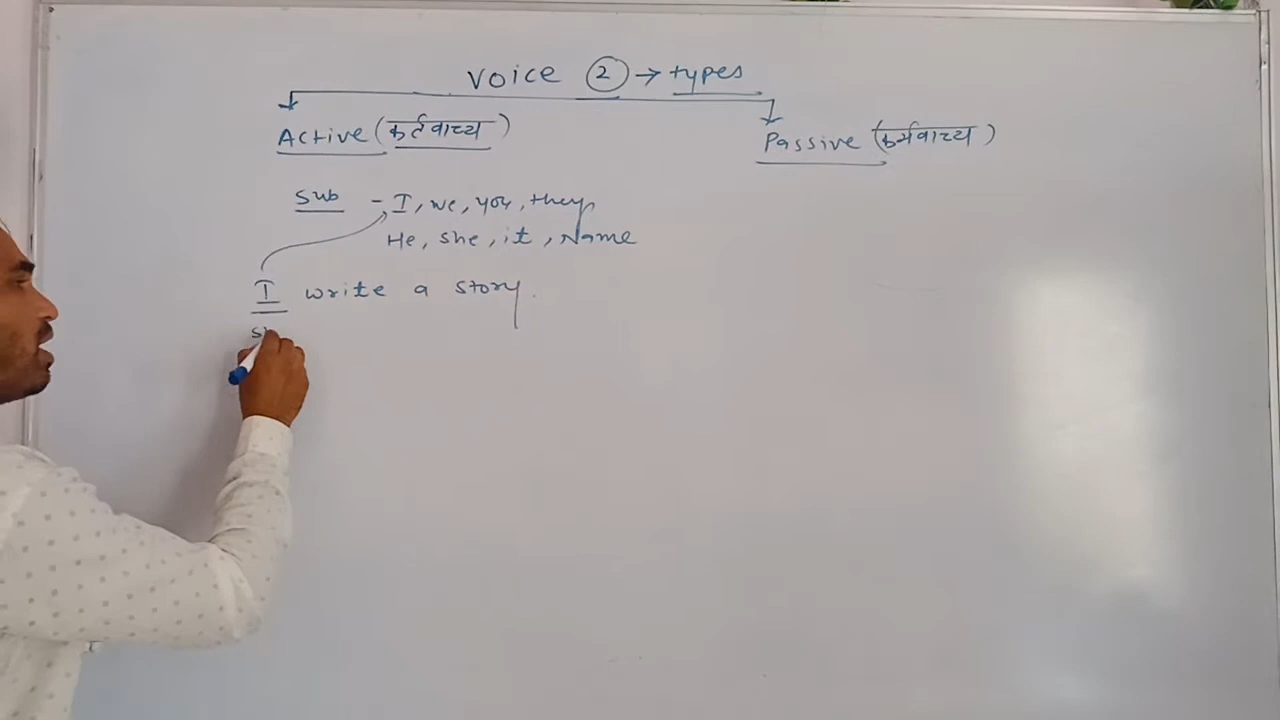 Voice ② → types
Active (कर्तवाच्य)
Passive (कर्मवाच्य)
Sub - I, we, you, they,
He, she, it, Name
I write a story.